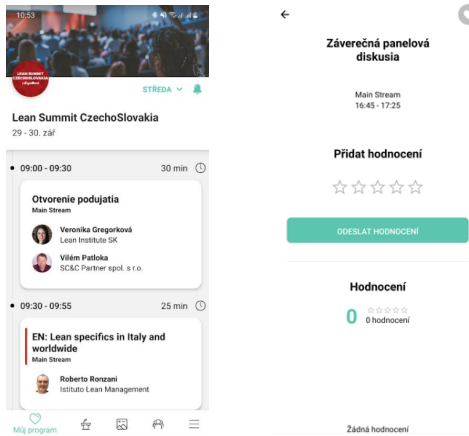 10:53
LEAN SUMMIT
CZECHOSLOVAKIA
STŘEDA
Lean Summit CzechoSlovakia
29 - 30. zář
09:00 - 09:30
30 min
Otvorenie podujatia
Main Stream
Veronika Gregorková
Lean Institute SK
Vilém Patloka
SC&C Partner spol. s r.o.
09:30 - 09:55
25 min
EN: Lean specifics in Italy and
worldwide
Main Stream
Roberto Ronzani
Istituto Lean Management
Můj program
Záverečná panelová
diskusia
Main Stream
16:45 - 17:25
Přidat hodnocení
ODESLAT HODNOCENÍ
Hodnocení
0
0 hodnocení
Žádná hodnocení